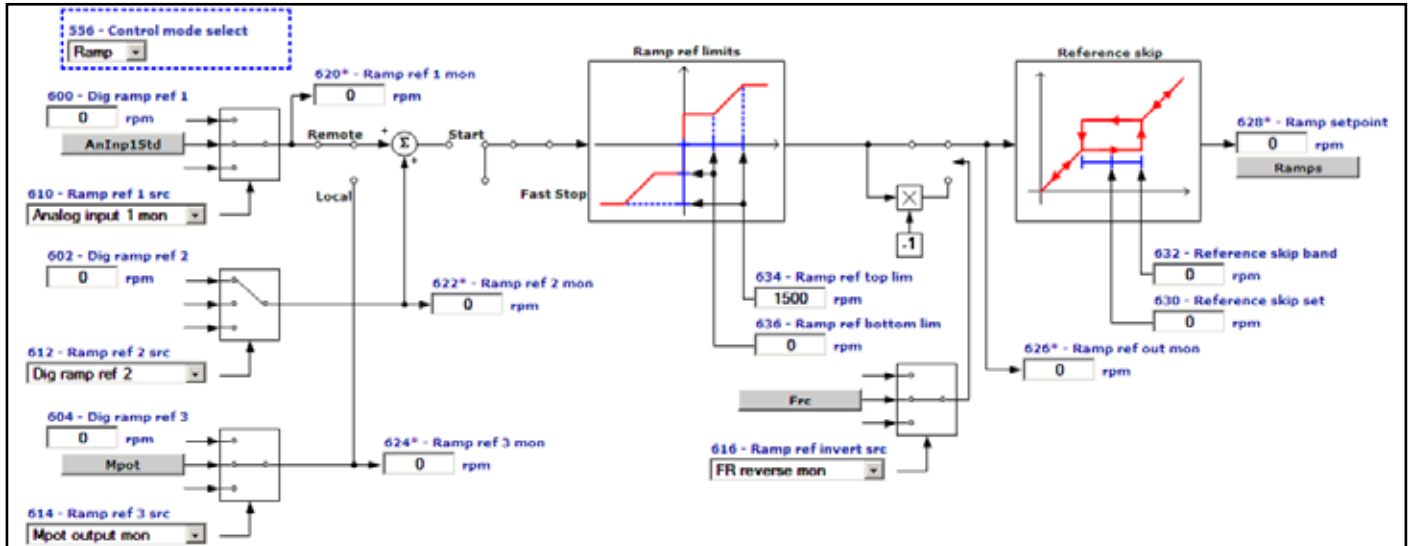 556 - Control mode select
Ramp
Ramp ref limits
Reference skip
620* - Ramp ref 1 mon
0 rpm
600 - Dig ramp ref 1
0 rpm
AnInp1Std
Remote
+
Σ
+
Start
Local
Fast Stop
610 - Ramp ref 1 src
Analog input 1 mon
628* - Ramp setpoint
0 rpm
Ramps
×
-1
602 - Dig ramp ref 2
0 rpm
622* - Ramp ref 2 mon
0 rpm
634 - Ramp ref top lim
1500 rpm
636 - Ramp ref bottom lim
0 rpm
632 - Reference skip band
0 rpm
630 - Reference skip set
0 rpm
626* - Ramp ref out mon
0 rpm
612 - Ramp ref 2 src
Dig ramp ref 2
604 - Dig ramp ref 3
0 rpm
Mpot
624* - Ramp ref 3 mon
0 rpm
Frc
616 - Ramp ref invert src
FR reverse mon
614 - Ramp ref 3 src
Mpot output mon